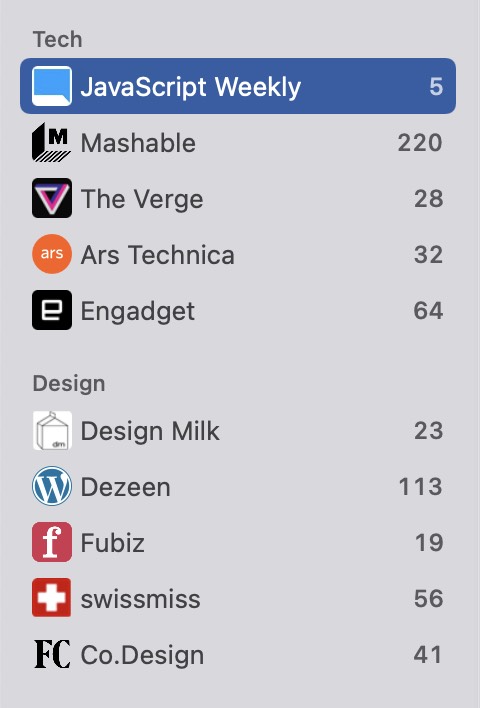 Tech
JavaScript Weekly 5
M Mashable 220
The Verge 28
ars Ars Technica 32
e Engadget 64
Design
dm Design Milk 23
W Dezeen 113
f Fubiz 19
swissmiss 56
FC Co.Design 41